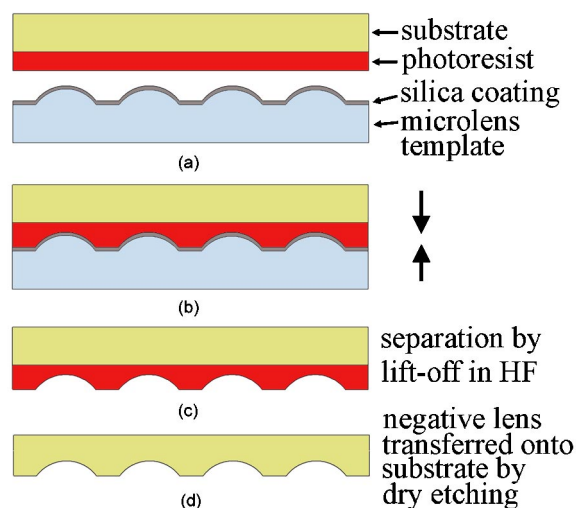 substrate
photoresist
silica coating
microlens
template
(a)
(b)
separation by
lift-off in HF
(c)
negative lens
transferred onto
substrate by
dry etching
(d)